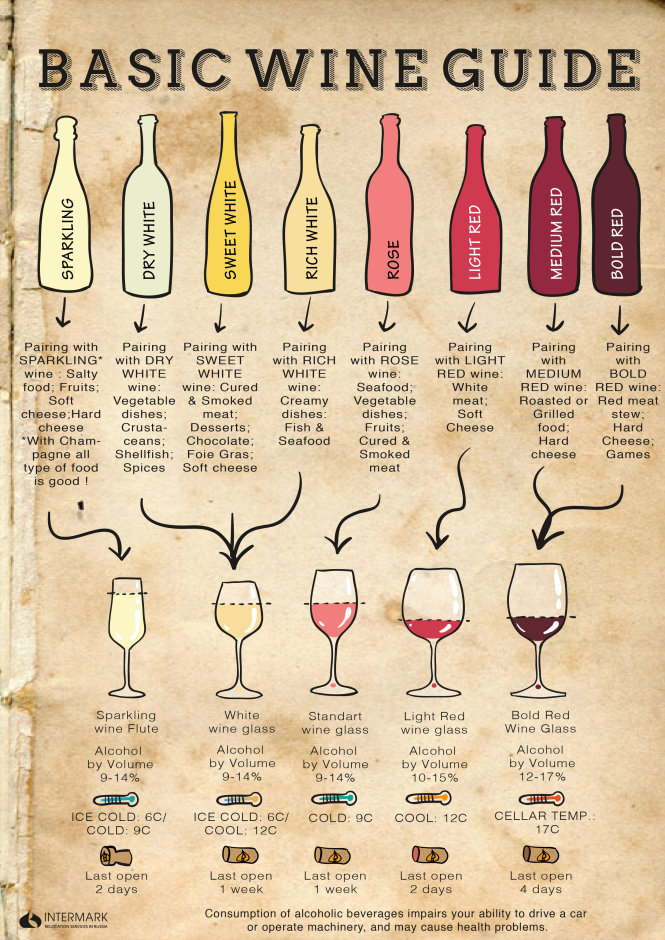 BASIC WINE GUIDE
SPARKLING
DRY WHITE
SWEET WHITE
RICH WHITE
ROSE
LIGHT RED
MEDIUM RED
BOLD RED
Pairing with
SPARKLING*
wine : Salty
food; Fruits;
Soft
cheese;Hard
cheese
*With Cham-
pagne all
type of food
is good !
Pairing
with DRY
WHITE
wine:
Vegetable
dishes;
Crusta-
ceans;
Shellfish;
Spices
Pairing with
SWEET
WHITE
wine: Cured
& Smoked
meat;
Desserts;
Chocolate;
Foie Gras;
Soft cheese
Pairing
with RICH
WHITE
wine:
Creamy
dishes:
Fish &
Seafood
Pairing
with ROSE
wine:
Seafood;
Vegetable
dishes;
Fruits;
Cured &
Smoked
meat
Pairing
with LIGHT
RED wine:
White
meat;
Soft
Cheese
Pairing
with
MEDIUM
RED wine:
Roasted or
Grilled
food;
Hard
cheese
Pairing
with
BOLD
RED wine:
Red meat
stew;
Hard
Cheese;
Games
Sparkling
wine Flute
Alcohol
by Volume
9-14%
ICE COLD: 6C/
COLD: 9C
Last open
2 days
White
wine glass
Alcohol
by Volume
9-14%
ICE COLD: 6C/
COOL: 12C
Last open
1 week
Standart
wine glass
Alcohol
by Volume
9-14%
COLD: 9C
Last open
1 week
Light Red
wine glass
Alcohol
by Volume
10-15%
COOL: 12C
Last open
2 days
Bold Red
Wine Glass
Alcohol
by Volume
12-17%
CELLAR TEMP.:
17C
Last open
4 days
INTERMARK
RELOCATION SERVICES IN RUSSIA
Consumption of alcoholic beverages impairs your ability to drive a car
or operate machinery, and may cause health problems.